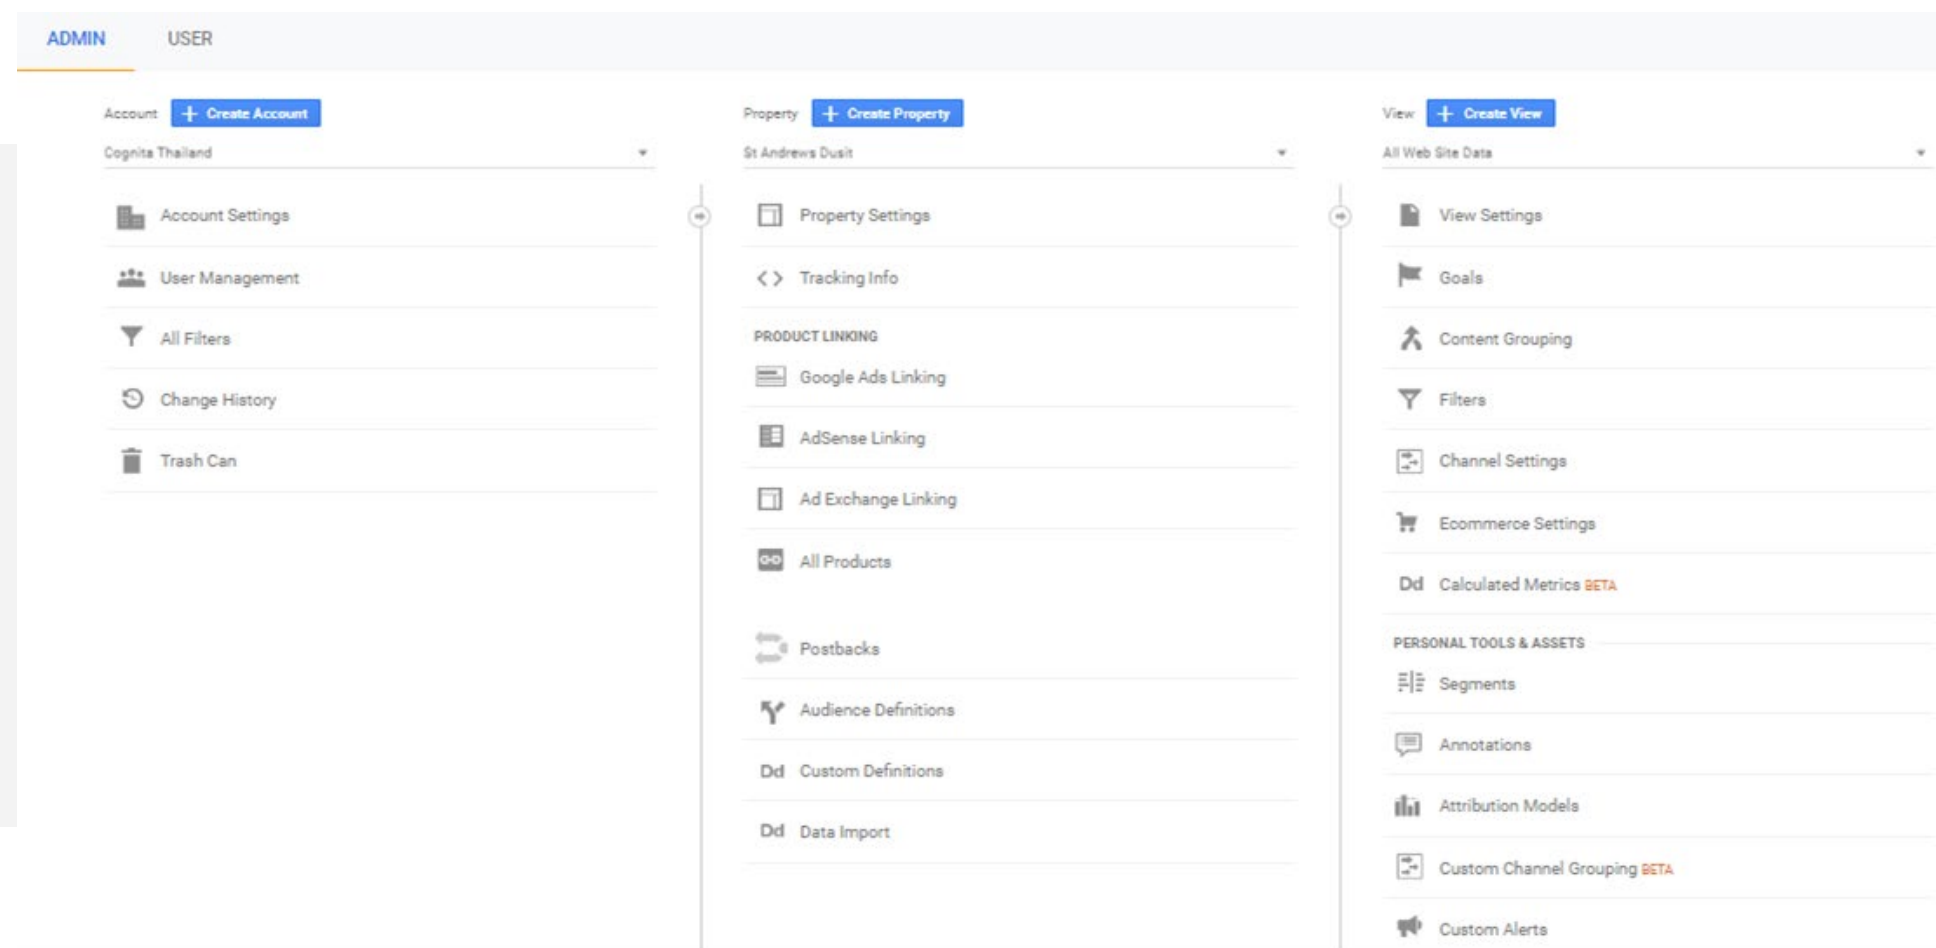 ADMIN USER
Account + Create Account
Cognita Thailand
Account Settings
User Management
All Filters
Change History
Trash Can
Property + Create Property
St Andrews Dusit
Property Settings
Tracking Info
PRODUCT LINKING
Google Ads Linking
AdSense Linking
Ad Exchange Linking
All Products
Postbacks
Audience Definitions
Dd Custom Definitions
Dd Data Import
View + Create View
All Web Site Data
View Settings
Goals
Content Grouping
Filters
Channel Settings
Ecommerce Settings
Dd Calculated Metrics BETA
PERSONAL TOOLS & ASSETS
Segments
Annotations
Attribution Models
Custom Channel Grouping BETA
Custom Alerts